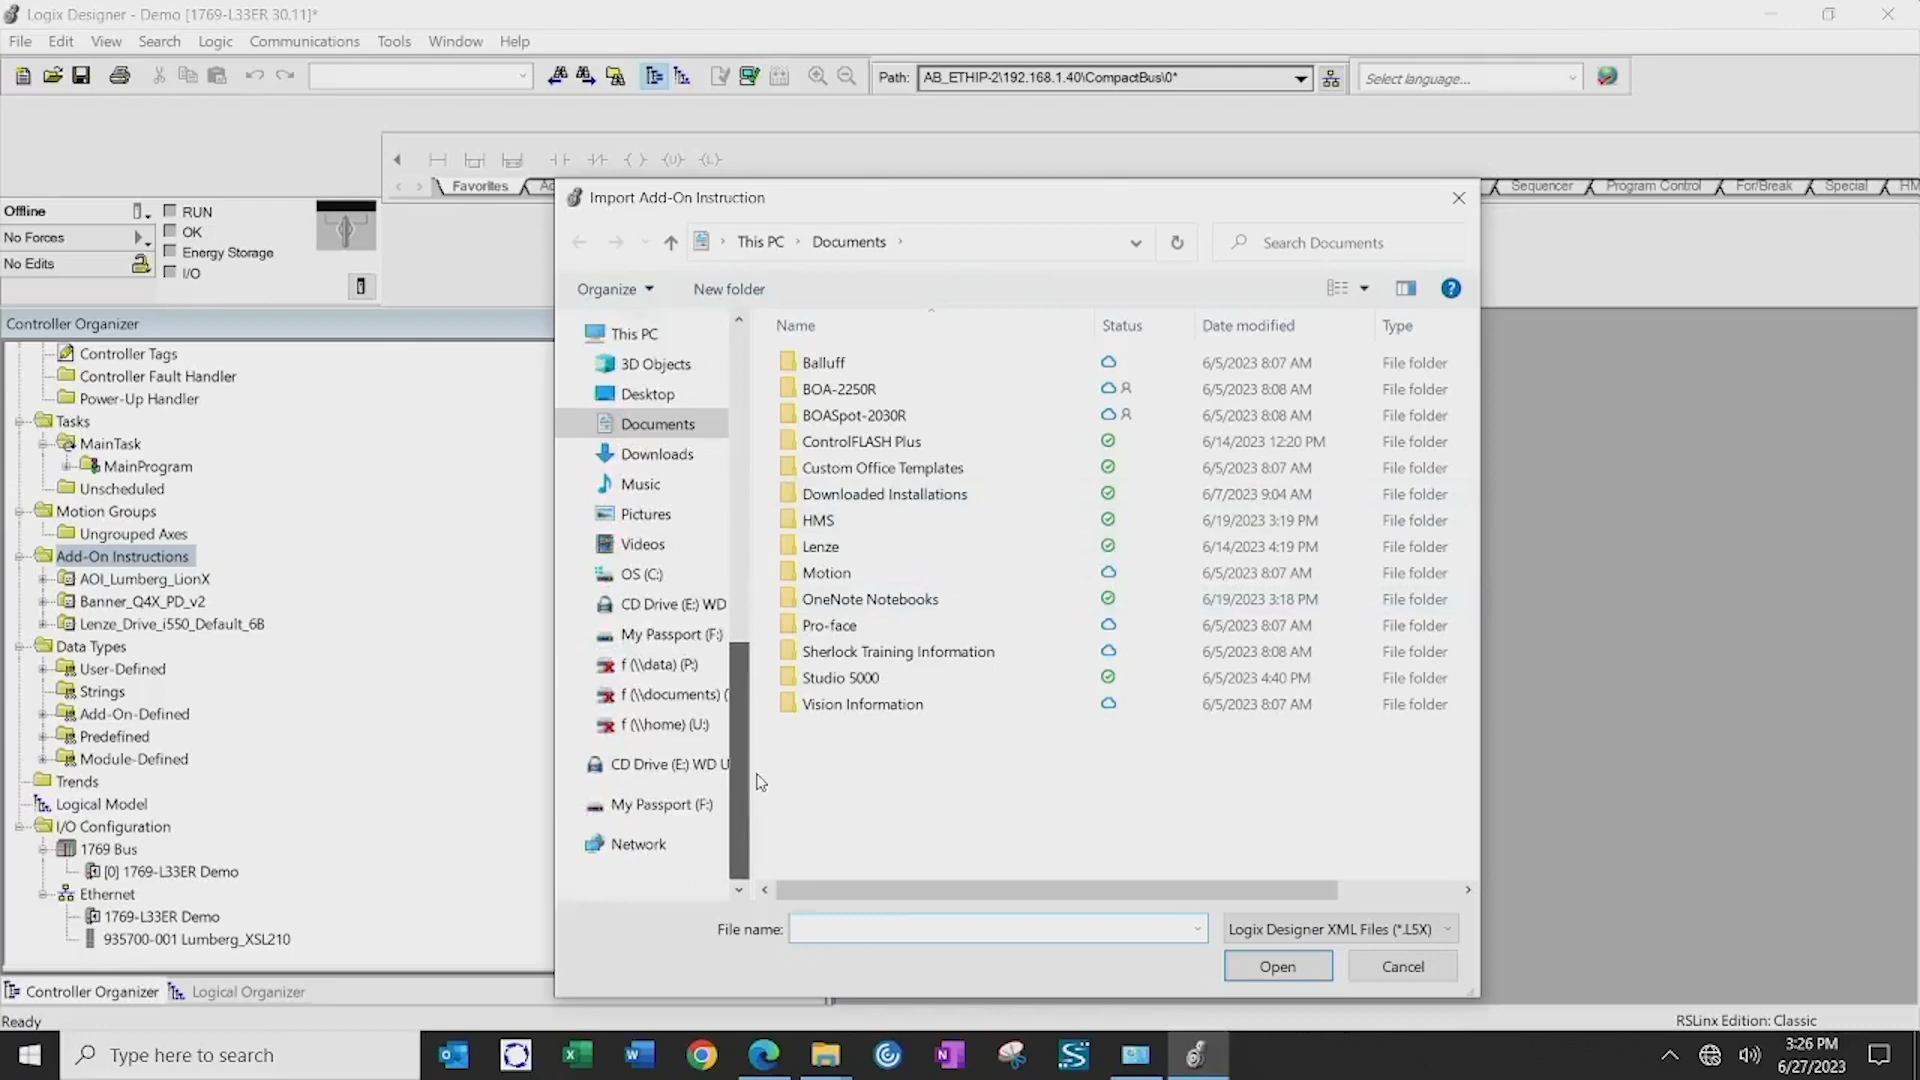 Logix Designer - Demo [1769-L33ER 30.11]*
File Edit View Search Logic Communications Tools Window Help
Path: AB_ETHIP-2\192.168.1.40\CompactBus\0*
Select language...
Favorites
Sequencer Program Control For/Break Special
Offline
No Forces
No Edits
RUN
OK
Energy Storage
I/O
Controller Organizer
Controller Tags
Controller Fault Handler
Power-Up Handler
Tasks
MainTask
MainProgram
Unscheduled
Motion Groups
Ungrouped Axes
Add-On Instructions
AOI_Lumberg_LionX
Banner_Q4X_PD_v2
Lenze_Drive_i550_Default_6B
Data Types
User-Defined
Strings
Add-On-Defined
Predefined
Module-Defined
Trends
Logical Model
I/O Configuration
1769 Bus
[0] 1769-L33ER Demo
Ethernet
1769-L33ER Demo
935700-001 Lumberg_XSL210
Controller Organizer Logical Organizer
Ready
Import Add-On Instruction
This PC > Documents >
Search Documents
Organize New folder
This PC
3D Objects
Desktop
Documents
Downloads
Music
Pictures
Videos
OS (C:)
CD Drive (E:) WD
My Passport (F:)
f (\\data) (P:)
f (\\documents) (
f (\\home) (U:)
CD Drive (E:) WD U
My Passport (F:)
Network
Name Status Date modified Type
Balluff 6/5/2023 8:07 AM File folder
BOA-2250R 6/5/2023 8:08 AM File folder
BOASpot-2030R 6/5/2023 8:08 AM File folder
ControlFLASH Plus 6/14/2023 12:20 PM File folder
Custom Office Templates 6/5/2023 8:07 AM File folder
Downloaded Installations 6/7/2023 9:04 AM File folder
HMS 6/19/2023 3:19 PM File folder
Lenze 6/14/2023 4:19 PM File folder
Motion 6/5/2023 8:07 AM File folder
OneNote Notebooks 6/19/2023 3:18 PM File folder
Pro-face 6/5/2023 8:07 AM File folder
Sherlock Training Information 6/5/2023 8:08 AM File folder
Studio 5000 6/5/2023 4:40 PM File folder
Vision Information 6/5/2023 8:07 AM File folder
File name:
Logix Designer XML Files (*.L5X)
Open Cancel
RSLinx Edition: Classic
Type here to search
3:26 PM
6/27/2023